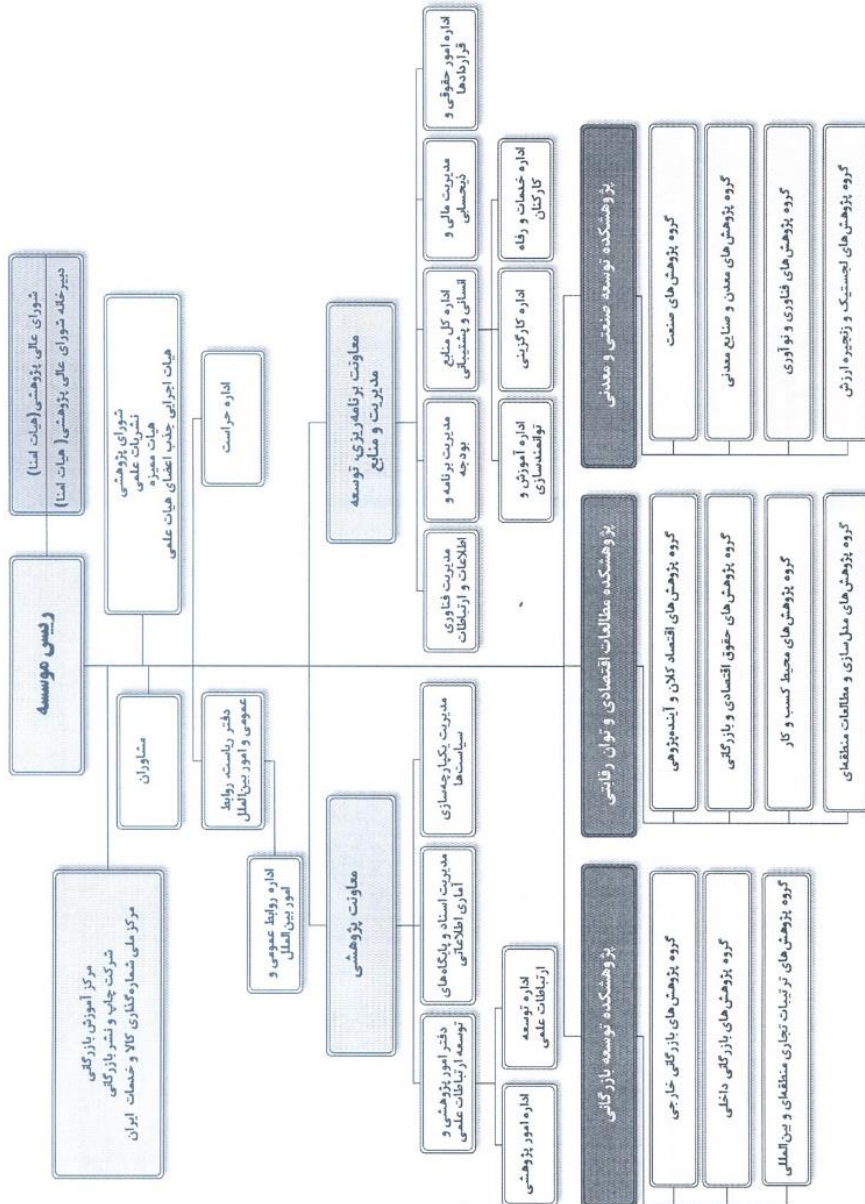 شورای عالی پژوهشی(هیات امنا)
دبیرخانه شورای عالی پژوهشی( هیات امنا)
رییس موسسه
شورای پژوهشی
نشریات علمی
هیات ممیزه
هیات اجرایی جذب اعضای هیات علمی
مشاوران
مرکز آموزش بازرگانی
شرکت چاپ و نشر بازرگانی
مرکز ملی شماره‌گذاری کالا و خدمات ایران
اداره حراست
دفتر ریاست، روابط
عمومی و امور بین‌الملل
اداره روابط عمومی و
امور بین‌الملل
معاونت برنامه‌ریزی، توسعه
مدیریت و منابع
معاونت پژوهشی
اداره امور حقوقی و
قراردادها
مدیریت مالی و
ذیحسابی
اداره کل منابع
انسانی و پشتیبانی
مدیریت برنامه و
بودجه
مدیریت فناوری
اطلاعات و ارتباطات
مدیریت یکپارچه‌سازی
سیاست‌ها
مدیریت اسناد و پایگاه‌های
آماری اطلاعاتی
دفتر امور پژوهشی و
توسعه ارتباطات علمی
اداره خدمات و رفاه
کارکنان
اداره کارگزینی
اداره آموزش و
توانمندسازی
اداره توسعه
ارتباطات علمی
اداره امور پژوهشی
پژوهشکده توسعه صنعتی و معدنی
گروه پژوهش‌های صنعت
گروه پژوهش‌های معدن و صنایع معدنی
گروه پژوهش‌های فناوری و نوآوری
گروه پژوهش‌های لجستیک و زنجیره ارزش
پژوهشکده مطالعات اقتصادی و توان رقابتی
گروه پژوهش‌های اقتصاد کلان و آینده‌پژوهی
گروه پژوهش‌های حقوق اقتصادی و بازرگانی
گروه پژوهش‌های محیط کسب و کار
گروه پژوهش‌های مدل‌سازی و مطالعات منطقه‌ای
پژوهشکده توسعه بازرگانی
گروه پژوهش‌های بازرگانی خارجی
گروه پژوهش‌های بازرگانی داخلی
گروه پژوهش‌های ترتیبات تجاری منطقه‌ای و بین‌المللی